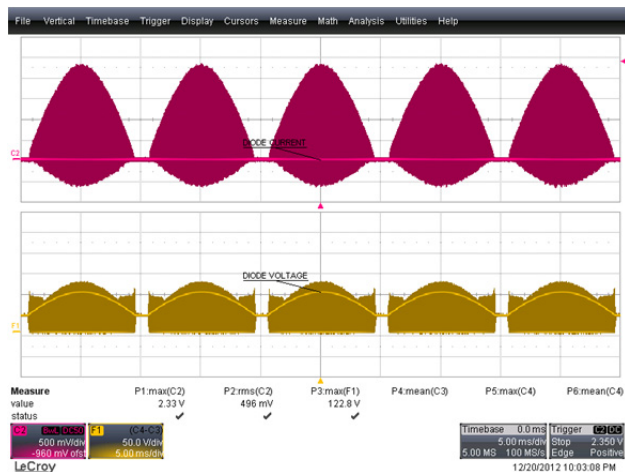 File Vertical Timebase Trigger Display Cursors Measure Math Analysis Utilities Help
C2
DIODE CURRENT
DIODE VOLTAGE
F1
Measure P1:max(C2) P2:rms(C2) P3:max(F1) P4:mean(C3) P5:max(C4) P6:mean(C4)
value 2.33 V 496 mV 122.8 V
status ✓ ✓ ✓
C2 BwL DC50 F1 (C4-C3) Timebase 0.0 ms Trigger C2 DC
500 mV/div 50.0 V/div 5.00 ms/div Stop 2.350 V
-960 mV ofst 5.00 ms/div 5.00 MS 100 MS/s Edge Positive
LeCroy 12/20/2012 10:03:08 PM